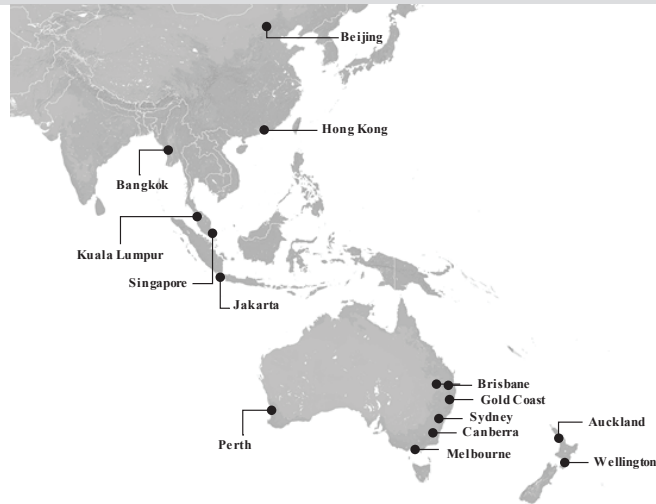 Beijing
Hong Kong
Bangkok
Kuala Lumpur
Singapore
Jakarta
Brisbane
Gold Coast
Sydney
Auckland
Canberra
Perth
Melbourne
Wellington